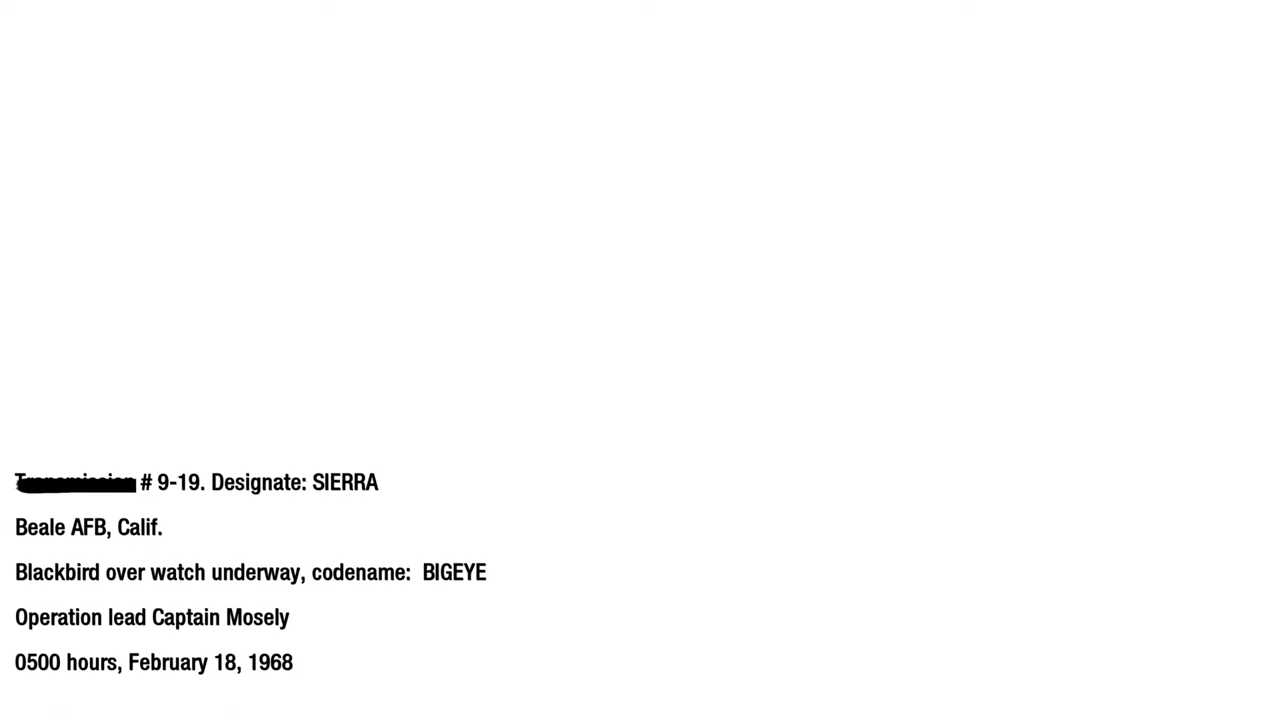 Transmission # 9-19. Designate: SIERRA
Beale AFB, Calif.
Blackbird over watch underway, codename: BIGEYE
Operation lead Captain Mosely
0500 hours, February 18, 1968